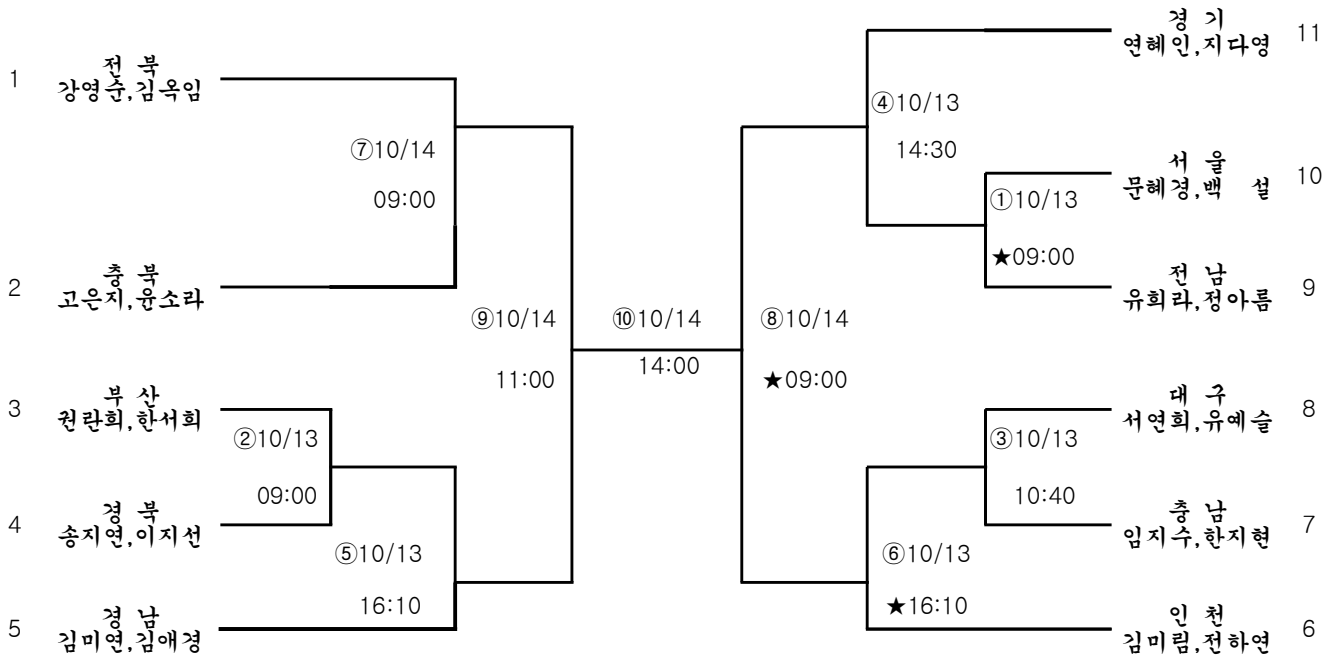 경 기
연혜인,지다영
11
전 북
강영순,김옥임
1
④10/13
14:30
⑦10/14
09:00
서 울
문혜경,백 설
10
①10/13
★09:00
충 북
고은지,윤소라
2
전 남
유희라,정아름
9
⑨10/14
11:00
⑩10/14
14:00
⑧10/14
★09:00
부 산
권란희,한서희
3
②10/13
09:00
대 구
서연희,유예슬
8
③10/13
10:40
경 북
송지연,이지선
4
충 남
임지수,한지현
7
⑤10/13
16:10
⑥10/13
★16:10
경 남
김미연,김애경
5
인 천
김미림,전하연
6